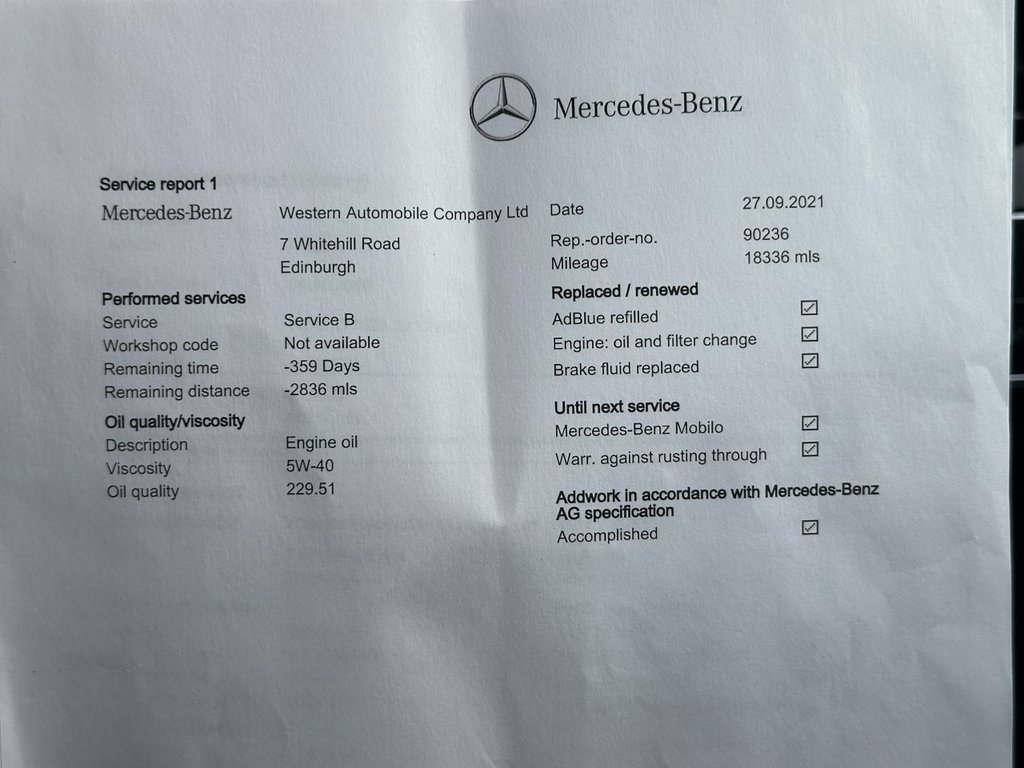 Mercedes-Benz
Service report 1
Mercedes-Benz Western Automobile Company Ltd
7 Whitehill Road
Edinburgh
Date 27.09.2021
Rep.-order-no. 90236
Mileage 18336 mls
Performed services
Service Service B
Workshop code Not available
Remaining time -359 Days
Remaining distance -2836 mls
Oil quality/viscosity
Description Engine oil
Viscosity 5W-40
Oil quality 229.51
Replaced / renewed
AdBlue refilled ☑
Engine: oil and filter change ☑
Brake fluid replaced ☑
Until next service
Mercedes-Benz Mobilo ☑
Warr. against rusting through ☑
Addwork in accordance with Mercedes-Benz
AG specification
Accomplished ☑